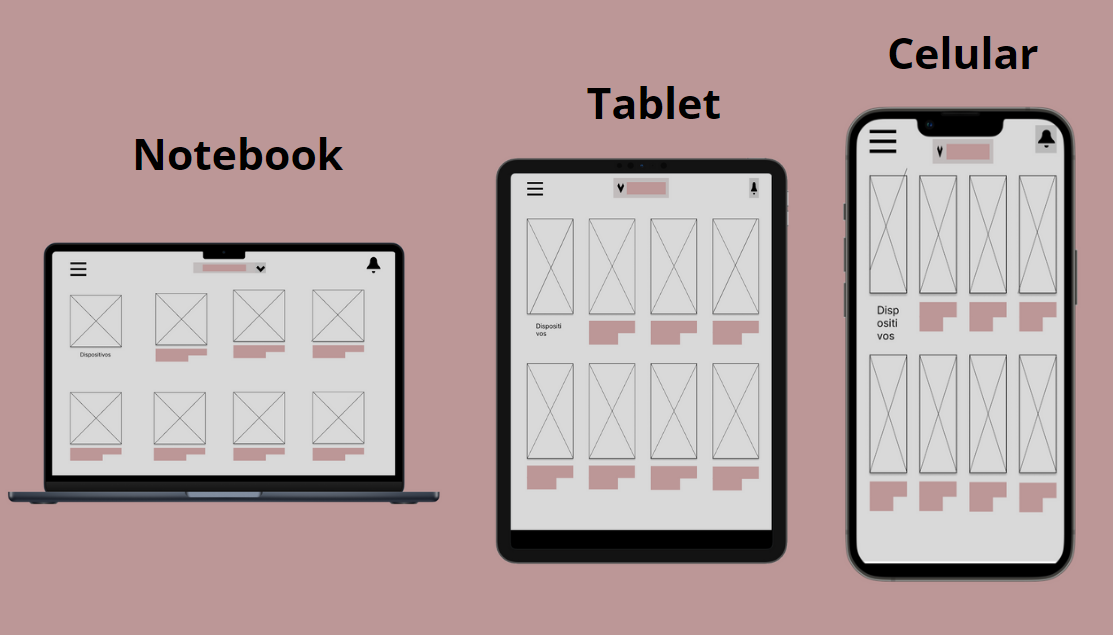 Celular
Tablet
Notebook
Dispositivos
Dispositi
vos
Disp
ositi
vos